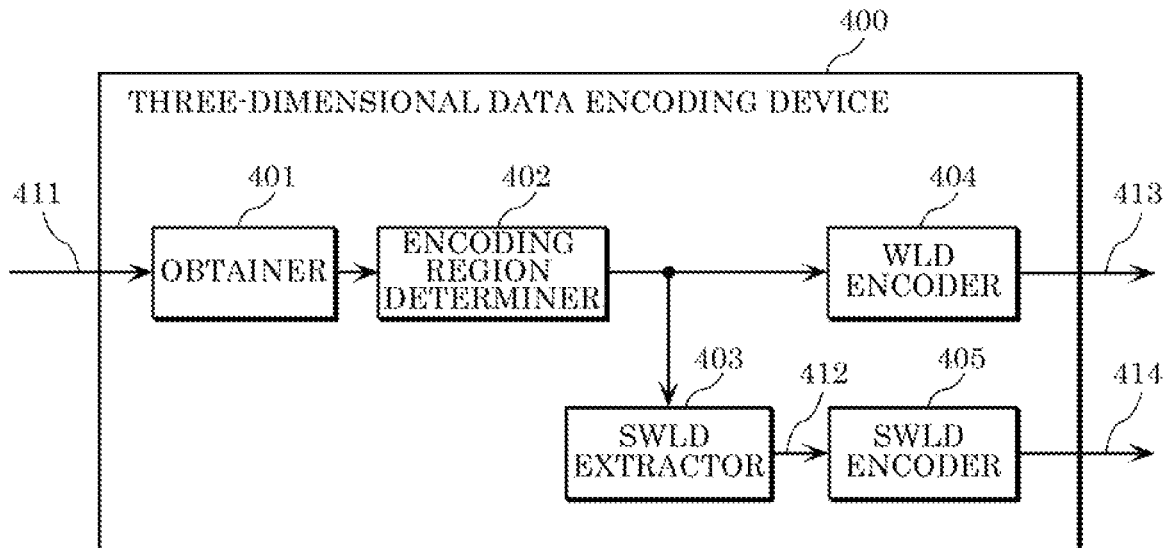 400
THREE-DIMENSIONAL DATA ENCODING DEVICE
411
401
402
404
413
OBTAINER
ENCODING
REGION
DETERMINER
WLD
ENCODER
403
412
405
414
SWLD
EXTRACTOR
SWLD
ENCODER